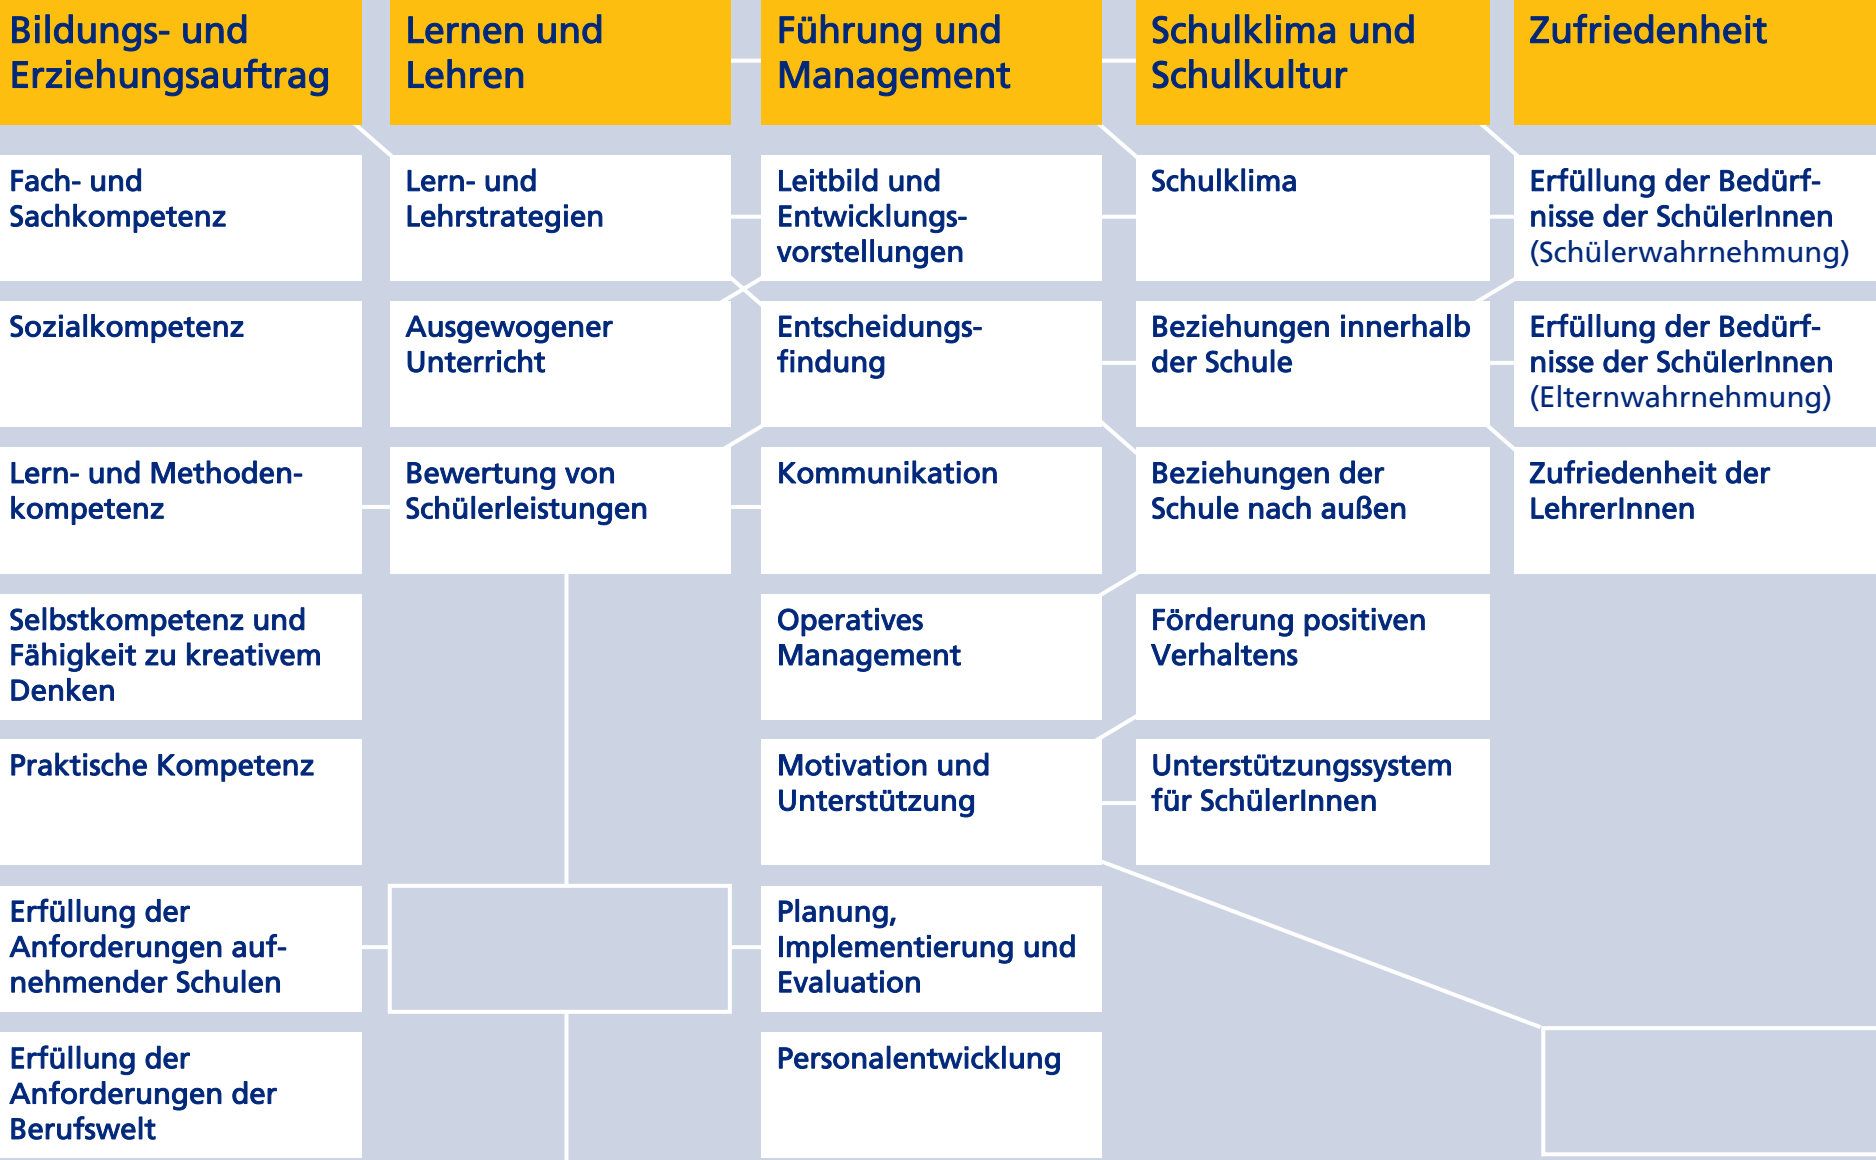 Bildungs- und
Erziehungsauftrag
Fach- und
Sachkompetenz
Sozialkompetenz
Lern- und Methoden-
kompetenz
Selbstkompetenz und
Fähigkeit zu kreativem
Denken
Praktische Kompetenz
Erfüllung der
Anforderungen auf-
nehmender Schulen
Erfüllung der
Anforderungen der
Berufswelt
Lernen und
Lehren
Lern- und
Lehrstrategien
Ausgewogener
Unterricht
Bewertung von
Schülerleistungen
Führung und
Management
Leitbild und
Entwicklungs-
vorstellungen
Entscheidungs-
findung
Kommunikation
Operatives
Management
Motivation und
Unterstützung
Planung,
Implementierung und
Evaluation
Personalentwicklung
Schulklima und
Schulkultur
Schulklima
Beziehungen innerhalb
der Schule
Beziehungen der
Schule nach außen
Förderung positiven
Verhaltens
Unterstützungssystem
für SchülerInnen
Zufriedenheit
Erfüllung der Bedürf-
nisse der SchülerInnen
(Schülerwahrnehmung)
Erfüllung der Bedürf-
nisse der SchülerInnen
(Elternwahrnehmung)
Zufriedenheit der
LehrerInnen